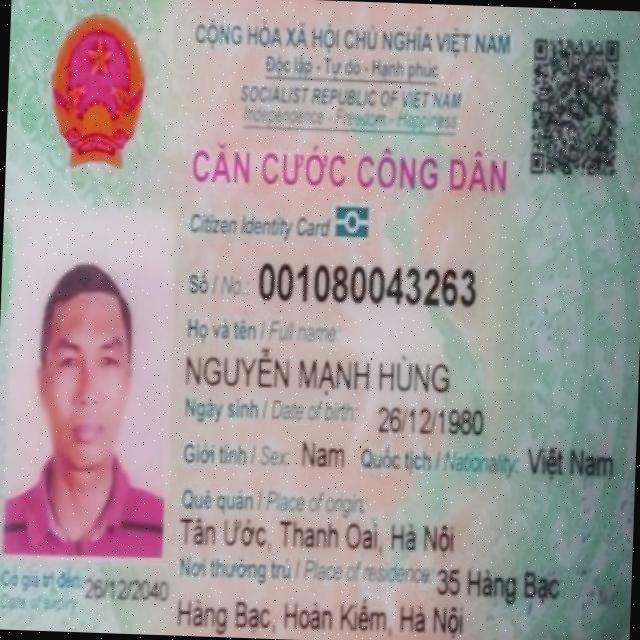 CỘNG HÒA XÃ HỘI CHỦ NGHĨA VIỆT NAM
Độc lập - Tự do - Hạnh phúc
SOCIALIST REPUBLIC OF VIET NAM
Independence - Freedom - Happiness
CĂN CƯỚC CÔNG DÂN
Citizen Identity Card
Số / No.: 001080043263
Họ và tên / Full name:
NGUYỄN MẠNH HÙNG
Ngày sinh / Date of birth: 26/12/1980
Giới tính / Sex: Nam Quốc tịch / Nationality: Việt Nam
Quê quán / Place of origin:
Tân Ước, Thanh Oai, Hà Nội
Nơi thường trú / Place of residence: 35 Hàng Bạc
Hàng Bạc, Hoàn Kiếm, Hà Nội
Có giá trị đến: 26/12/2040
Date of expiry